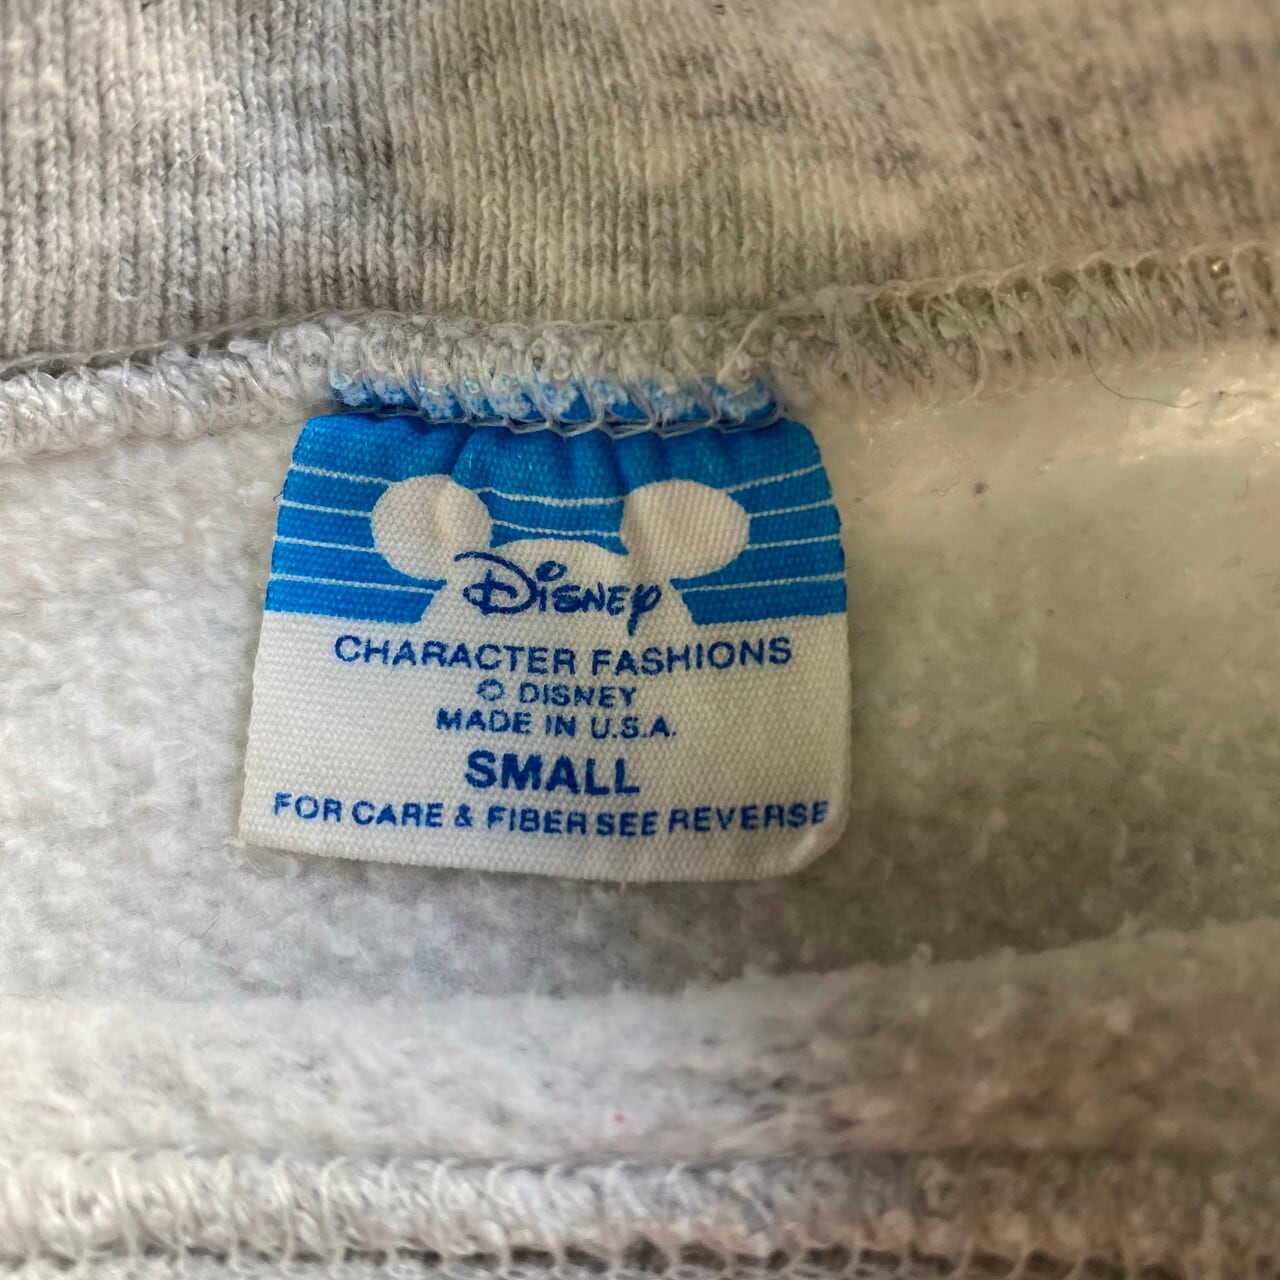 Disney
CHARACTER FASHIONS
© DISNEY
MADE IN U.S.A.
SMALL
FOR CARE & FIBER SEE REVERSE